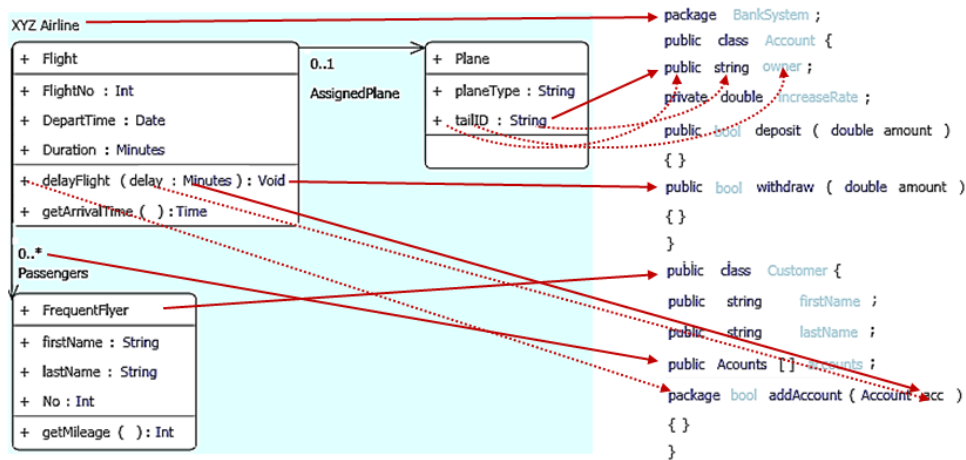 XYZ Airline
+ Flight
+ FlightNo : Int
+ DepartTime : Date
+ Duration : Minutes
+ delayFlight ( delay : Minutes ) : Void
+ getArrivalTime ( ) : Time
0..1
AssignedPlane
+ Plane
+ planeType : String
+ tailID : String
0..*
Passengers
+ FrequentFlyer
+ firstName : String
+ lastName : String
+ No : Int
+ getMileage ( ) : Int
package BankSystem ;
public class Account {
public string owner ;
private double increaseRate ;
public bool deposit ( double amount )
{ }
public bool withdraw ( double amount )
{ }
}
public class Customer {
public string firstName ;
public string lastName ;
public Acounts [ ] accounts ;
package bool addAccount ( Account acc )
{ }
}